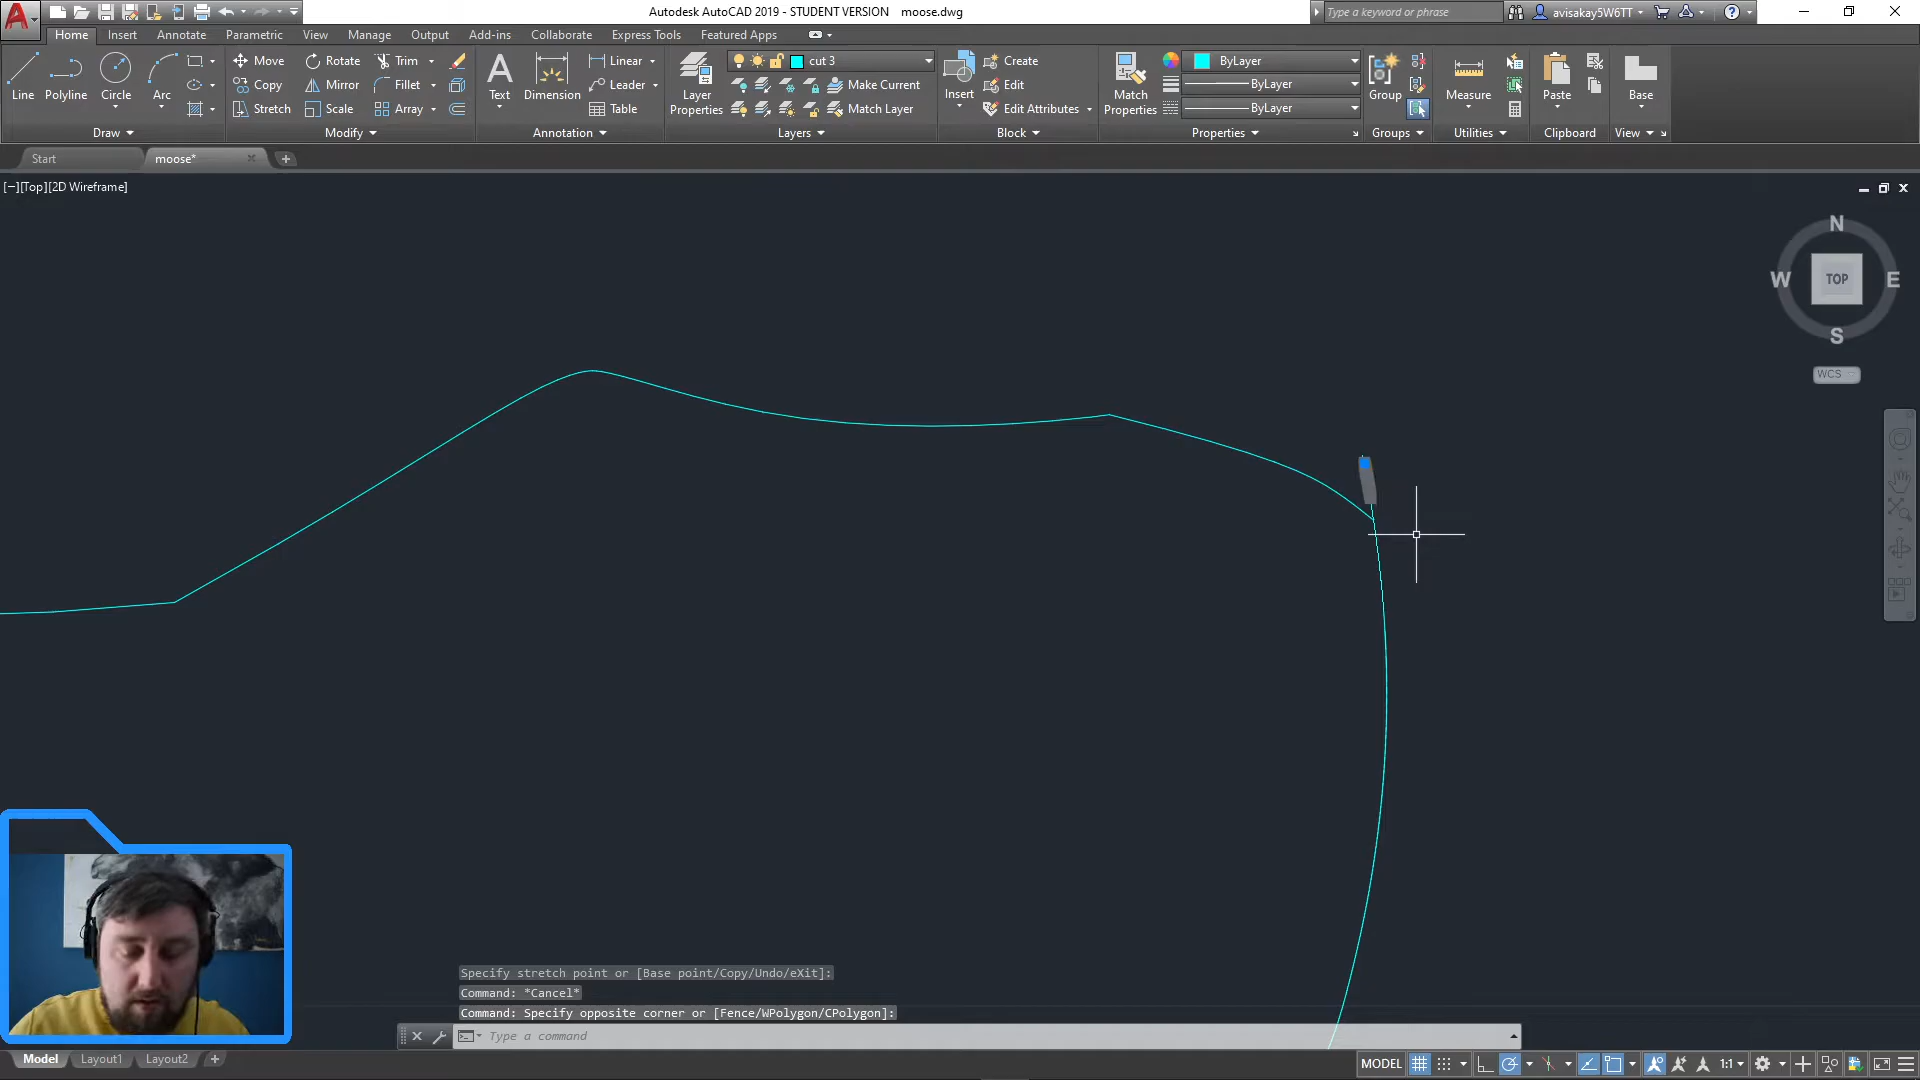 Autodesk AutoCAD 2019 - STUDENT VERSION moose.dwg
Type a keyword or phrase
avisakay5W6TT
Home Insert Annotate Parametric View Manage Output Add-ins Collaborate Express Tools Featured Apps
Line Polyline Circle Arc
Move Rotate Trim
Copy Mirror Fillet
Stretch Scale Array
Text Dimension
Linear
Leader
Table
Layer Properties
cut 3
Make Current
Match Layer
Insert
Create
Edit
Edit Attributes
Match Properties
ByLayer
ByLayer
ByLayer
Group
Measure
Paste
Base
Draw Modify Annotation Layers Block Properties Groups Utilities Clipboard View
Start moose*
[−][Top][2D Wireframe]
N
W TOP E
S
WCS
Specify stretch point or [Base point/Copy/Undo/eXit]:
Command: *Cancel*
Command: Specify opposite corner or [Fence/WPolygon/CPolygon]:
Type a command
Model Layout1 Layout2 +
MODEL
1:1